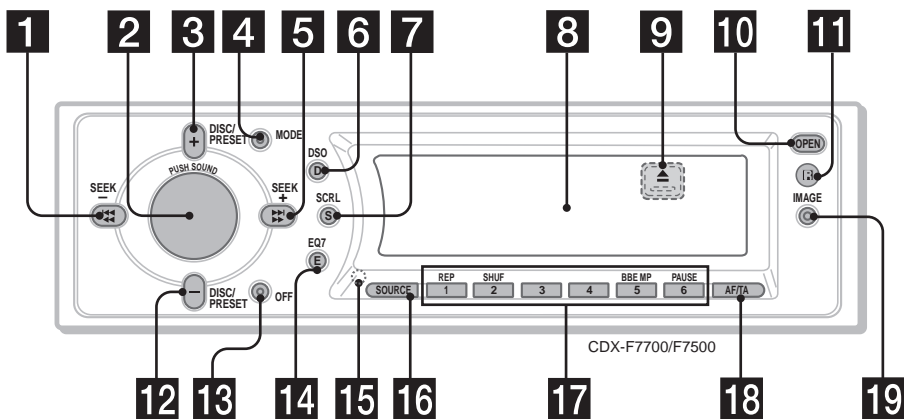 1 2 3 4 5 6 7 8 9 10 11
DISC/
PRESET
+
MODE
OPEN
PUSH SOUND
DSO
D
SEEK
−
SEEK
+
SCRL
S
IMAGE
EQ7
E
−
DISC/
PRESET
OFF
SOURCE
REP
1
SHUF
2
3
4
BBE MP
5
PAUSE
6
AF/TA
CDX-F7700/F7500
12 13 14 15 16 17 18 19